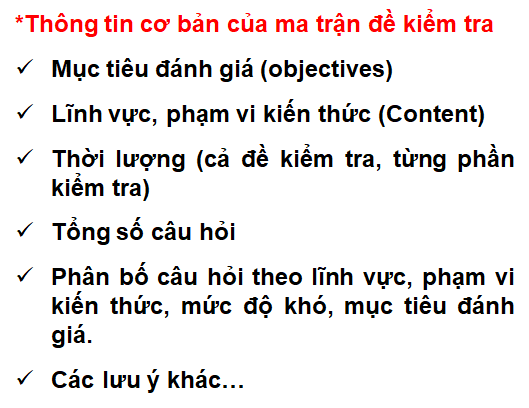 *Thông tin cơ bản của ma trận đề kiểm tra
✓ Mục tiêu đánh giá (objectives)
✓ Lĩnh vực, phạm vi kiến thức (Content)
✓ Thời lượng (cả đề kiểm tra, từng phần
kiểm tra)
✓ Tổng số câu hỏi
✓ Phân bố câu hỏi theo lĩnh vực, phạm vi
kiến thức, mức độ khó, mục tiêu đánh
giá.
✓ Các lưu ý khác...